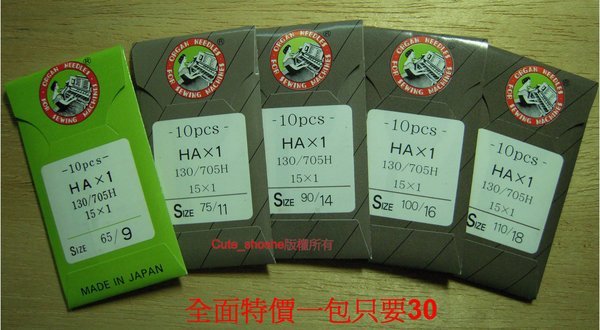 ORGAN NEEDLES
FOR SEWING MACHINES
®
-10pcs-
HA×1
130/705H
15×1
SIZE 65/9
MADE IN JAPAN
ORGAN NEEDLES
FOR SEWING MACHINES
®
-10pcs-
HA×1
130/705H
15×1
SIZE 75/11
ORGAN NEEDLES
FOR SEWING MACHINES
®
-10pcs-
HA×1
130/705H
15×1
SIZE 90/14
ORGAN NEEDLES
FOR SEWING MACHINES
®
-10pcs-
HA×1
130/705H
15×1
SIZE 100/16
ORGAN NEEDLES
FOR SEWING MACHINES
-10pcs-
HA×1
130/705H
15×1
SIZE 110/18
Cute_shoshe版權所有
全面特價一包只要30